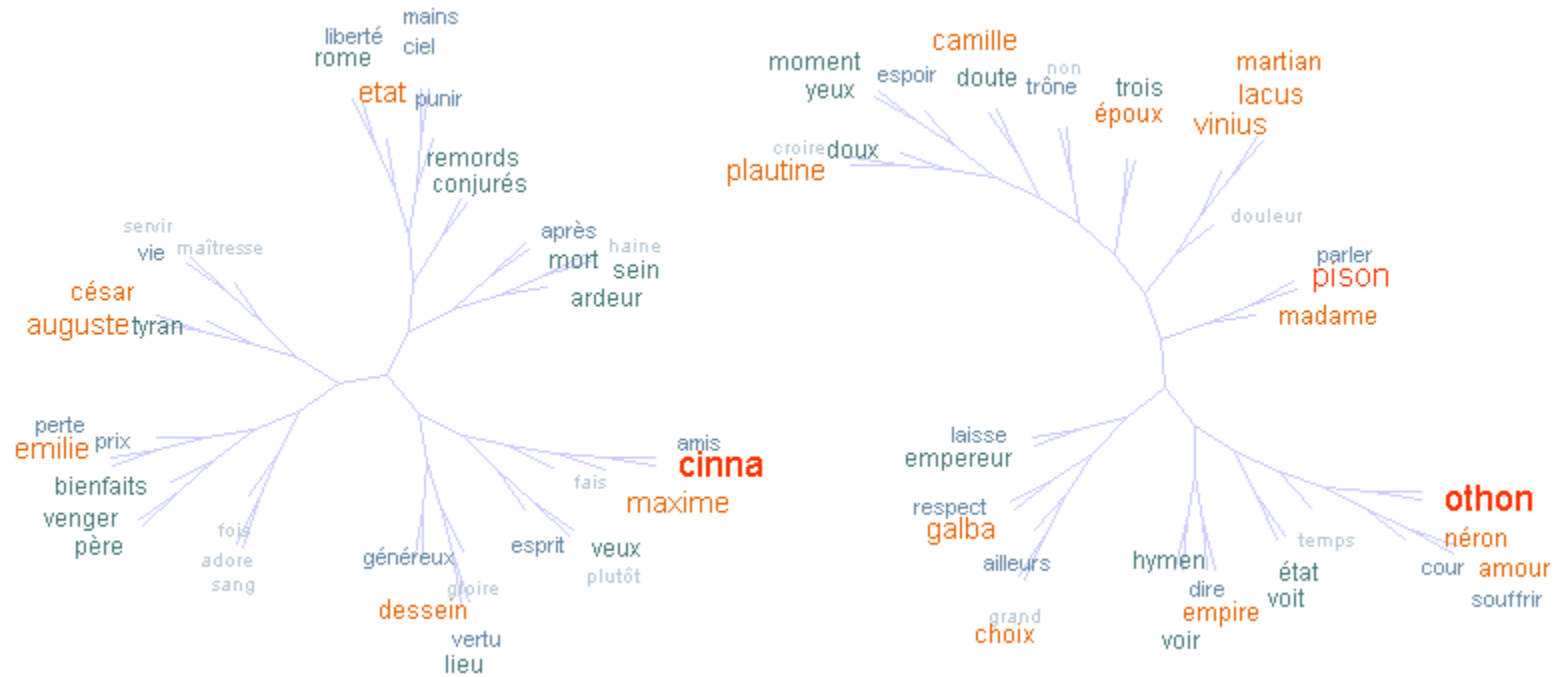 mains
liberté
ciel
rome
etat
punir
remords
conjurés
servir
vie
maîtresse
après
haine
mort
sein
ardeur
césar
auguste
tyran
perte
emilie
prix
bienfaits
venger
père
fois
adore
sang
amis
cinna
fais
maxime
esprit
veux
plutôt
généreux
gloire
dessein
vertu
lieu
camille
moment
yeux
espoir
doute
non
trône
trois
époux
martian
lacus
vinius
croire
doux
plautine
douleur
parler
pison
madame
laisse
empereur
respect
galba
ailleurs
grand
choix
hymen
dire
empire
voir
temps
état
voit
othon
néron
cour
amour
souffrir